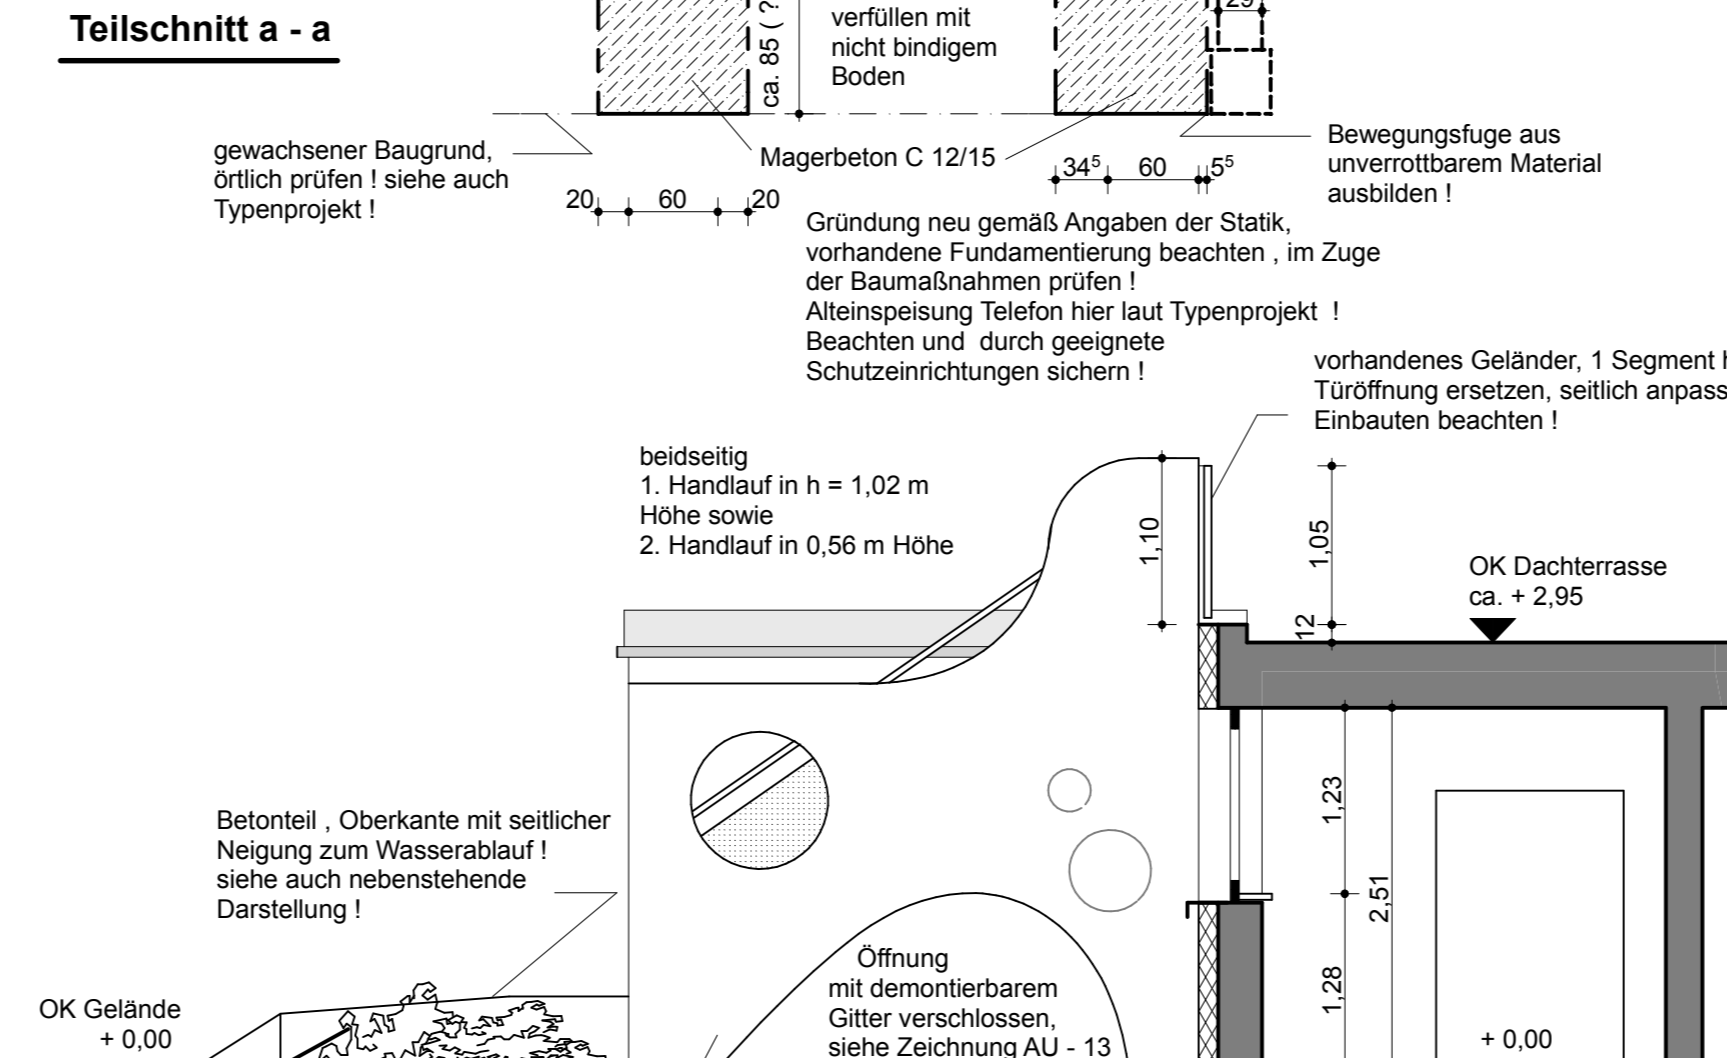 Teilschnitt a - a
ca. 85 ( ?
verfüllen mit
nicht bindigem
Boden
29
gewachsener Baugrund,
örtlich prüfen ! siehe auch
Typenprojekt !
Magerbeton C 12/15
Bewegungsfuge aus
unverrottbarem Material
ausbilden !
34⁵ 60 5⁵
20 60 20
Gründung neu gemäß Angaben der Statik,
vorhandene Fundamentierung beachten , im Zuge
der Baumaßnahmen prüfen !
Alteinspeisung Telefon hier laut Typenprojekt !
Beachten und durch geeignete
Schutzeinrichtungen sichern !
vorhandenes Geländer, 1 Segment
Türöffnung ersetzen, seitlich anpass
Einbauten beachten !
beidseitig
1. Handlauf in h = 1,02 m
Höhe sowie
2. Handlauf in 0,56 m Höhe
1,10
1,05
12
OK Dachterrasse
ca. + 2,95
1,23
2,51
1,28
Betonteil , Oberkante mit seitlicher
Neigung zum Wasserablauf !
siehe auch nebenstehende
Darstellung !
Öffnung
mit demontierbarem
Gitter verschlossen,
siehe Zeichnung AU - 13
OK Gelände
+ 0,00
+ 0,00